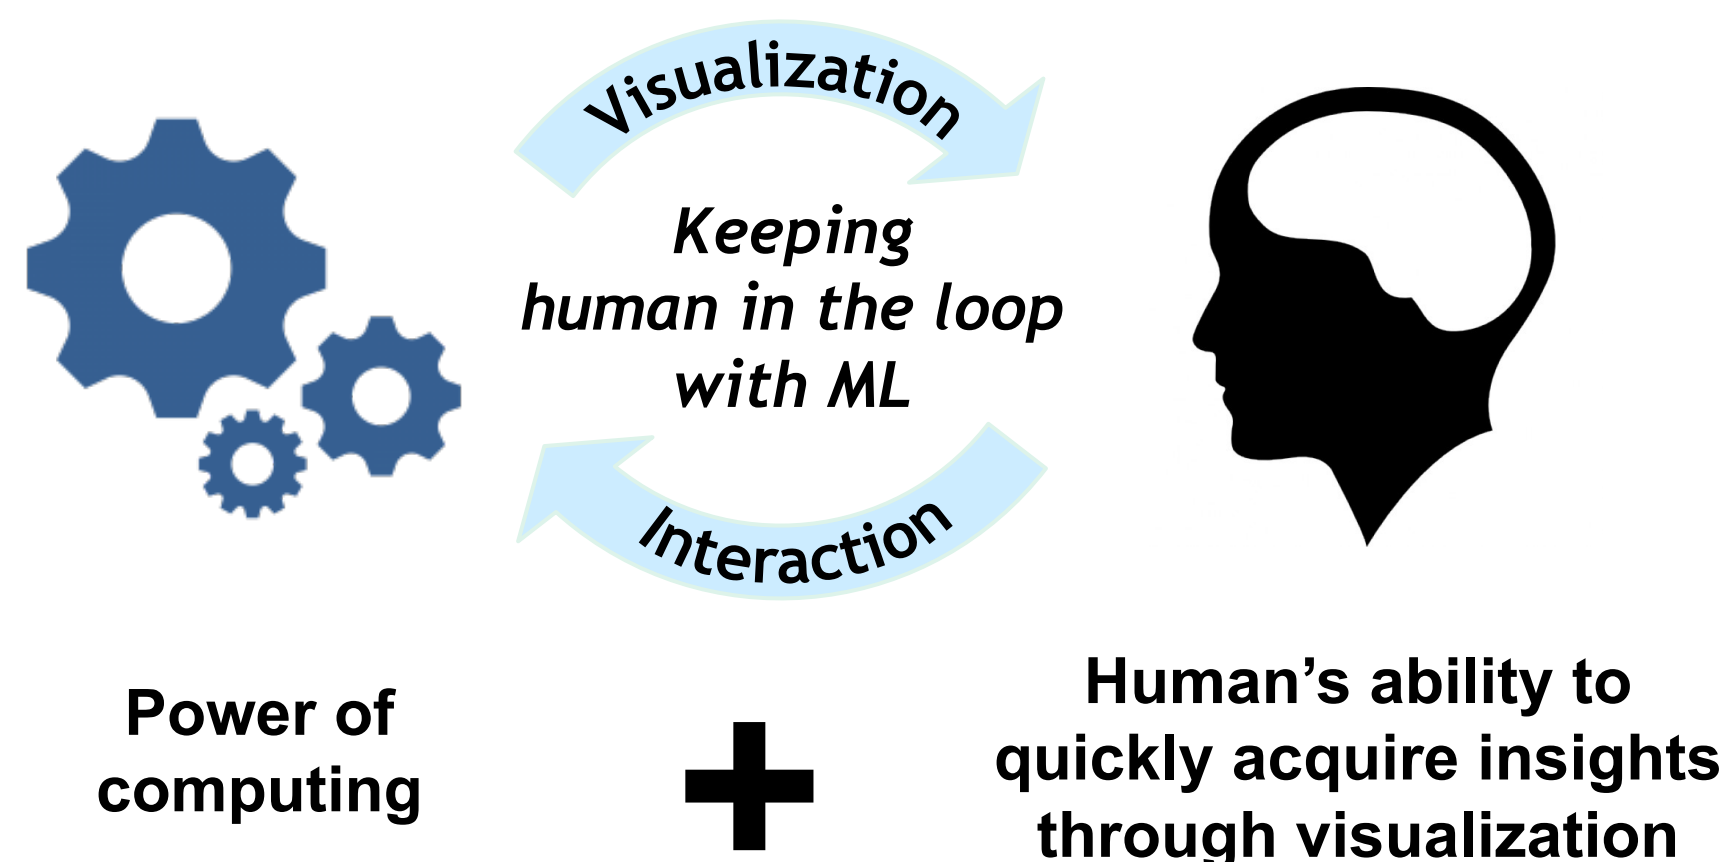 Visualization
Keeping
human in the loop
with ML
Interaction
Power of
computing
+
Human’s ability to
quickly acquire insights
through visualization